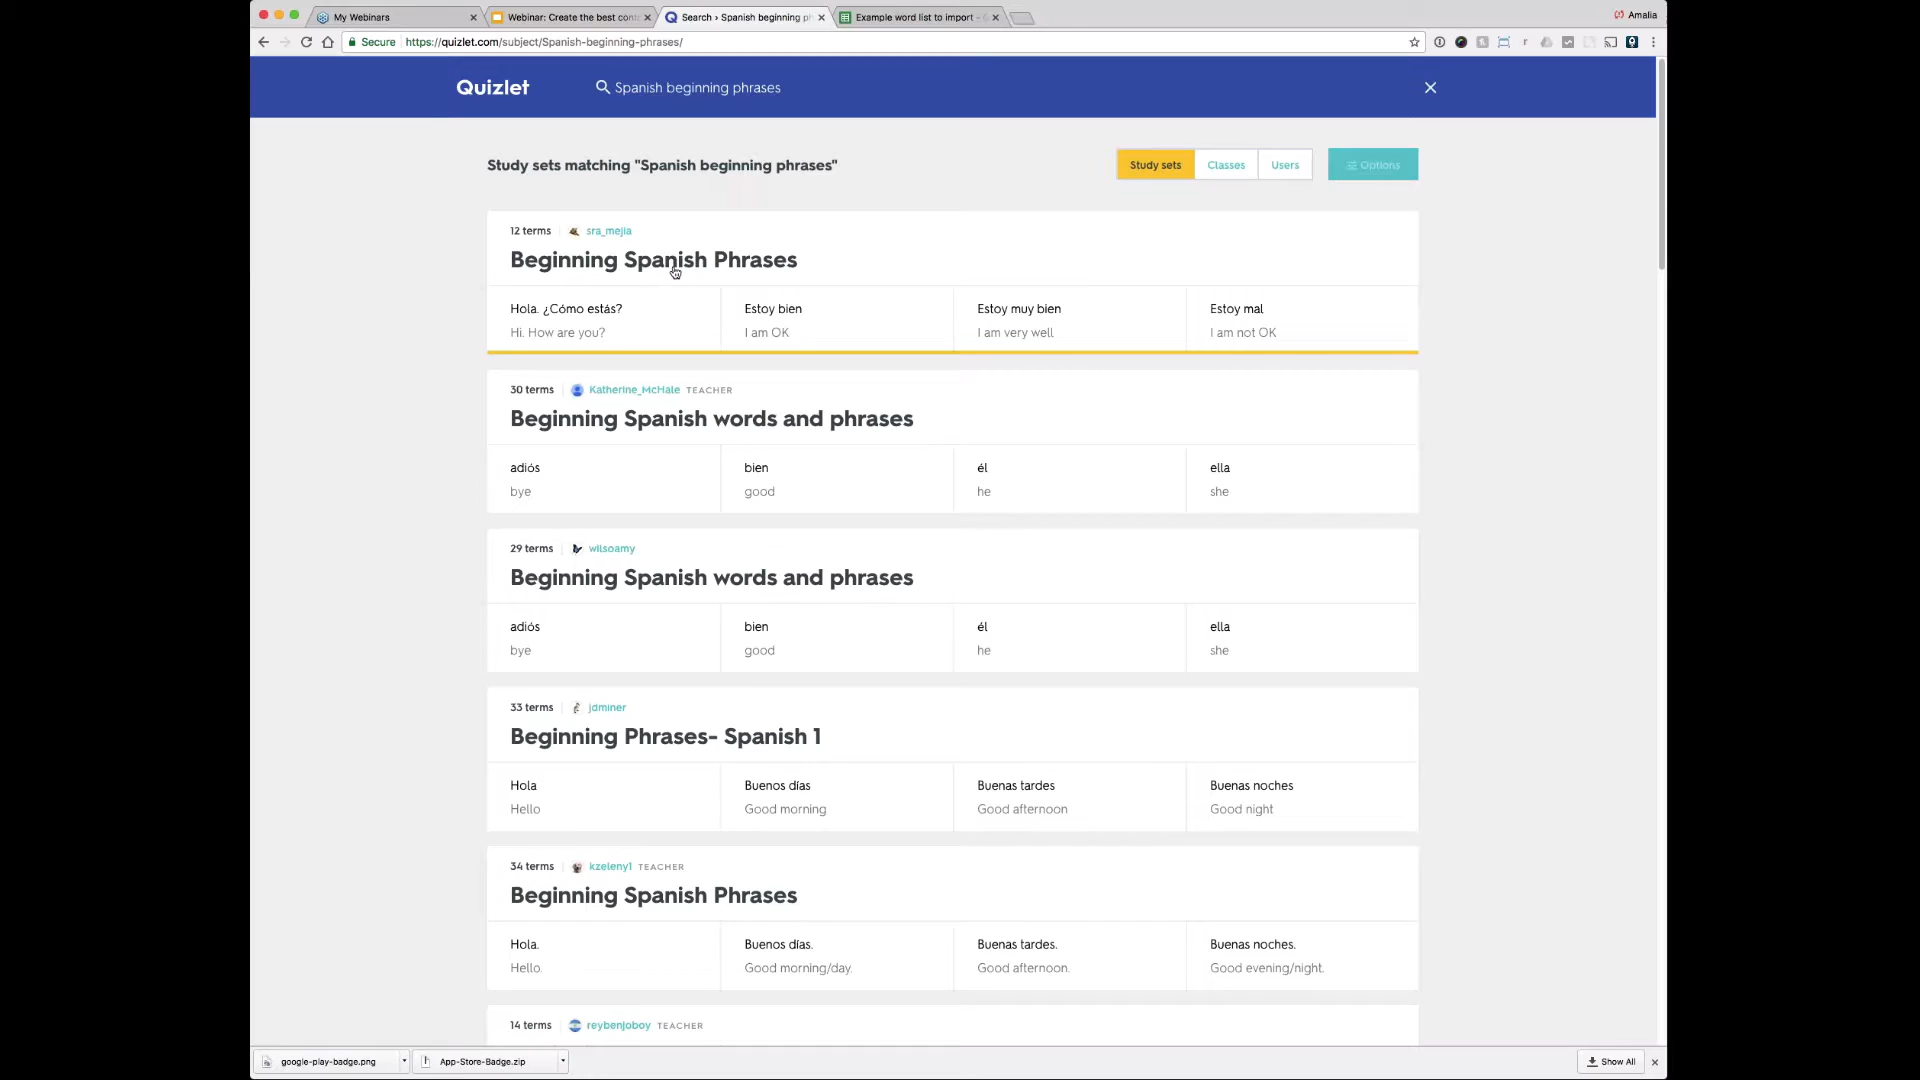 My Webinars
Webinar: Create the best cont
Search › Spanish beginning ph
Example word list to import - G
Amalia
Secure
https://quizlet.com/subject/Spanish-beginning-phrases/
Quizlet
Spanish beginning phrases
Study sets matching "Spanish beginning phrases"
Study sets
Classes
Users
Options
12 terms
sra_mejia
Beginning Spanish Phrases
Hola. ¿Cómo estás?
Estoy bien
Estoy muy bien
Estoy mal
Hi. How are you?
I am OK
I am very well
I am not OK
30 terms
Katherine_McHale TEACHER
Beginning Spanish words and phrases
adiós
bien
él
ella
bye
good
he
she
29 terms
wilsoamy
Beginning Spanish words and phrases
adiós
bien
él
ella
bye
good
he
she
33 terms
jdminer
Beginning Phrases- Spanish 1
Hola
Buenos días
Buenas tardes
Buenas noches
Hello
Good morning
Good afternoon
Good night
34 terms
kzeleny1 TEACHER
Beginning Spanish Phrases
Hola.
Buenos días.
Buenas tardes.
Buenas noches.
Hello.
Good morning/day.
Good afternoon.
Good evening/night.
14 terms
reybenjoboy TEACHER
google-play-badge.png
App-Store-Badge.zip
Show All